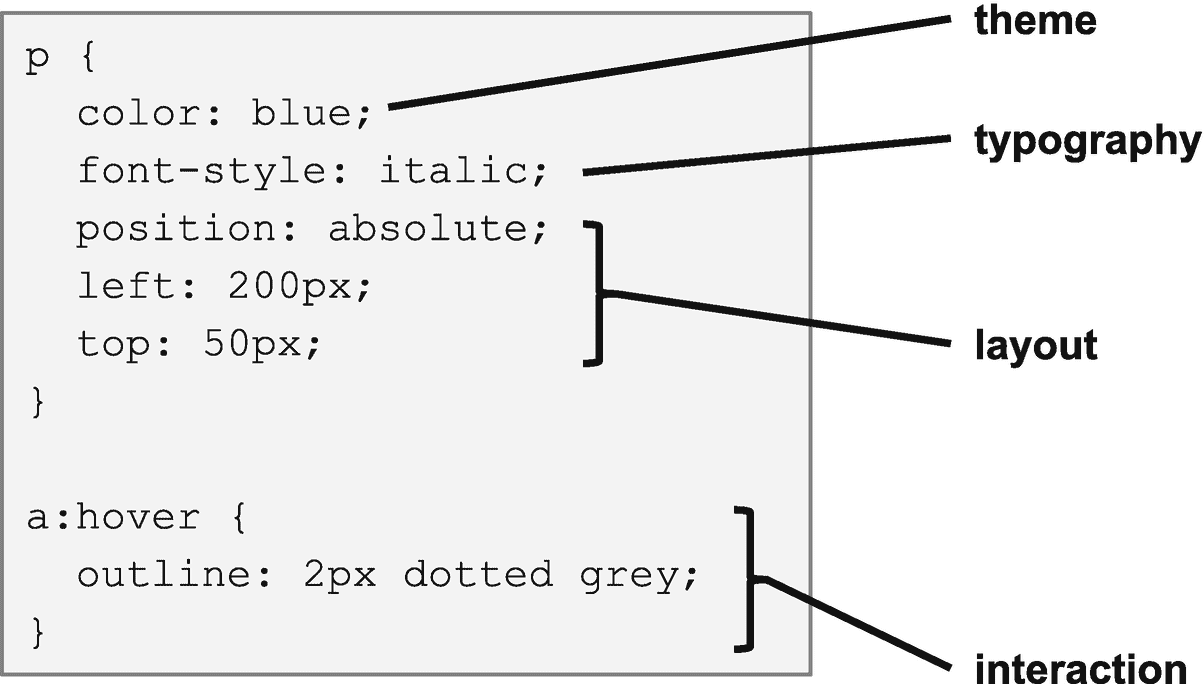 p {
  color: blue;
  font-style: italic;
  position: absolute;
  left: 200px;
  top: 50px;
}
a:hover {
  outline: 2px dotted grey;
}
theme
typography
layout
interaction